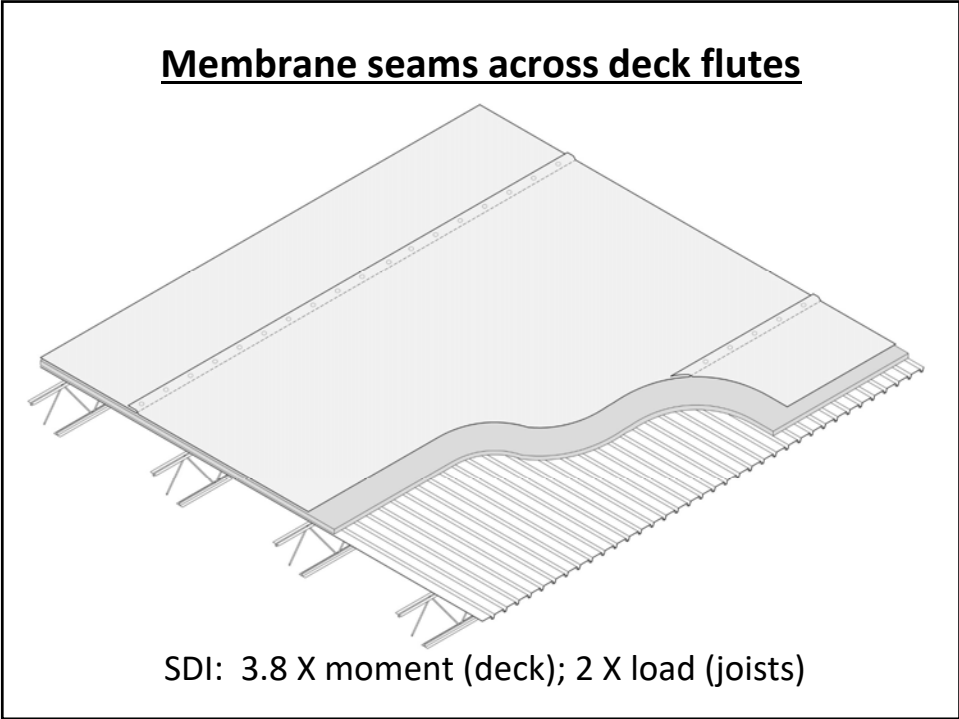 Membrane seams across deck flutes
SDI:  3.8 X moment (deck); 2 X load (joists)